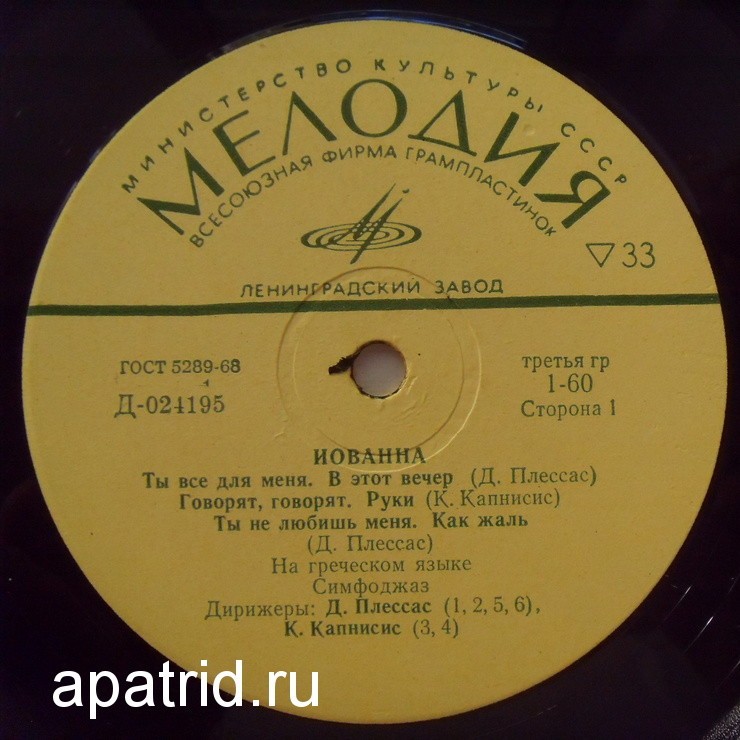 МИНИСТЕРСТВО КУЛЬТУРЫ СССР
МЕЛОДИЯ
ВСЕСОЮЗНАЯ ФИРМА ГРАМПЛАСТИНОК
▽ 33
ЛЕНИНГРАДСКИЙ ЗАВОД
ГОСТ 5289-68
третья гр
Д-024195
1-60
Сторона 1
ИОВАННА
Ты все для меня. В этот вечер (Д. Плессас)
Говорят, говорят. Руки (К. Капнисис)
Ты не любишь меня. Как жаль
(Д. Плессас)
На греческом языке
Симфоджаз
Дирижеры: Д. Плессас (1, 2, 5, 6),
К. Капнисис (3, 4)
apatrid.ru